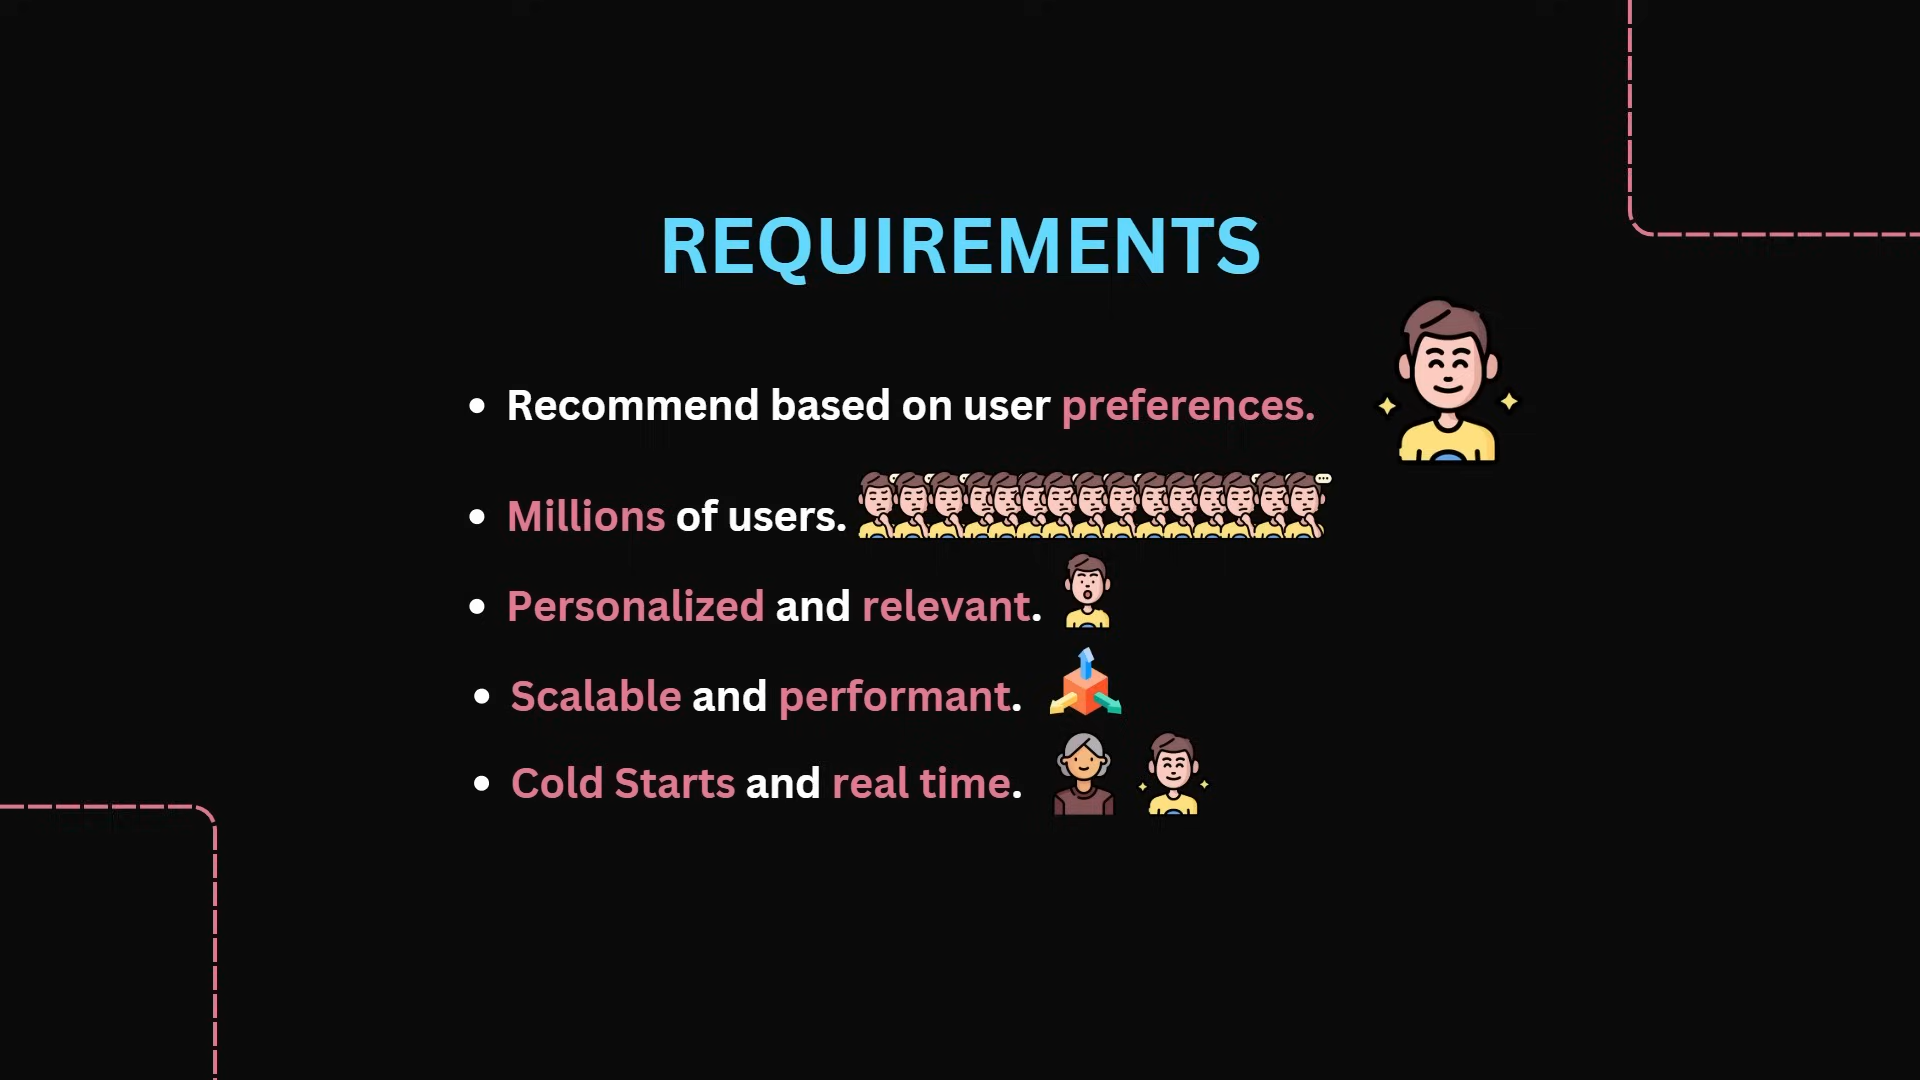 REQUIREMENTS
Recommend based on user preferences.
Millions of users.
Personalized and relevant.
Scalable and performant.
Cold Starts and real time.